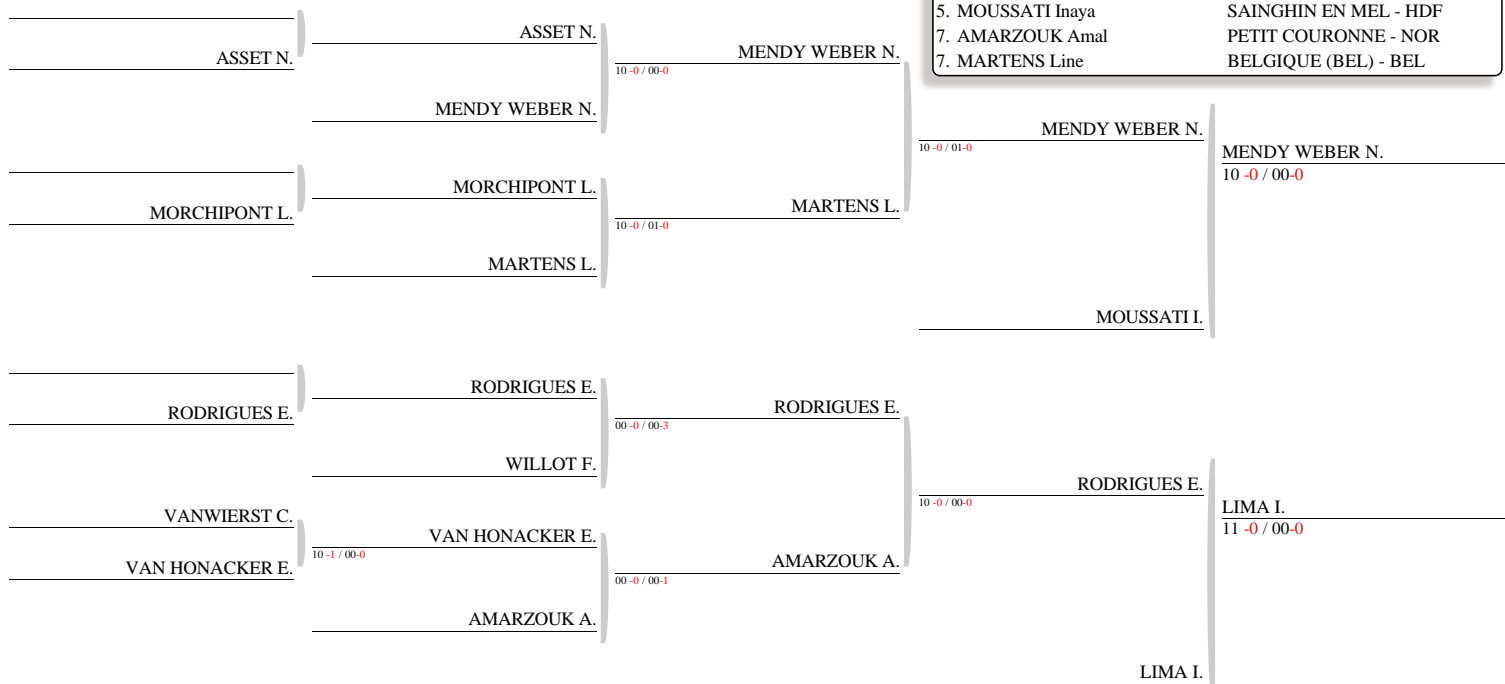 5. MOUSSATI Inaya SAINGHIN EN MEL - HDF
7. AMARZOUK Amal PETIT COURONNE - NOR
7. MARTENS Line BELGIQUE (BEL) - BEL
ASSET N.
MORCHIPONT L.
RODRIGUES E.
VANWIERST C.
VAN HONACKER E.
ASSET N.
MENDY WEBER N.
MORCHIPONT L.
MARTENS L.
RODRIGUES E.
WILLOT F.
VAN HONACKER E.
10 -1 / 00-0
AMARZOUK A.
MENDY WEBER N.
10 -0 / 00-0
MARTENS L.
10 -0 / 01-0
RODRIGUES E.
00 -0 / 00-3
AMARZOUK A.
00 -0 / 00-1
MENDY WEBER N.
10 -0 / 01-0
MOUSSATI I.
RODRIGUES E.
10 -0 / 00-0
LIMA I.
MENDY WEBER N.
10 -0 / 00-0
LIMA I.
11 -0 / 00-0